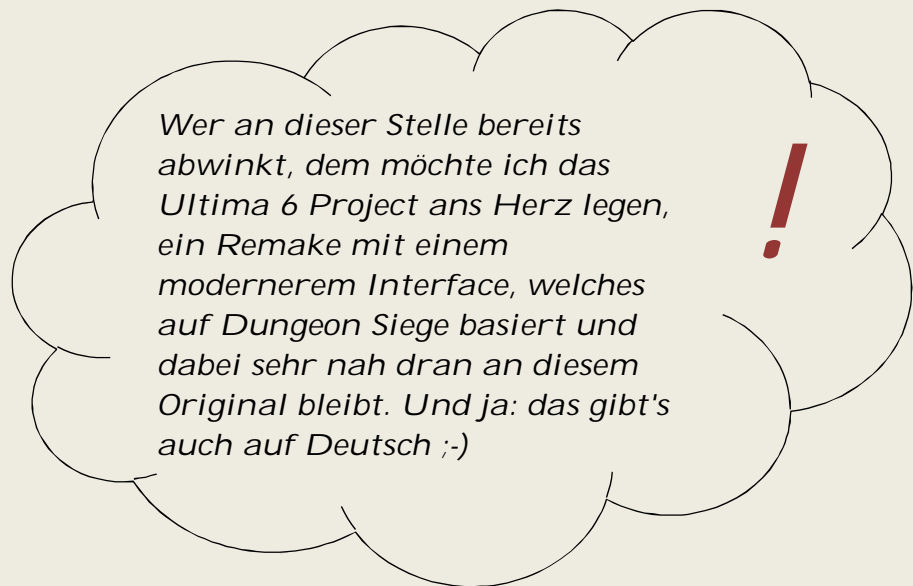 Wer an dieser Stelle bereits
abwinkt, dem möchte ich das
Ultima 6 Project ans Herz legen,
ein Remake mit einem
modernerem Interface, welches
auf Dungeon Siege basiert und
dabei sehr nah dran an diesem
Original bleibt. Und ja: das gibt's
auch auf Deutsch ;-)
!